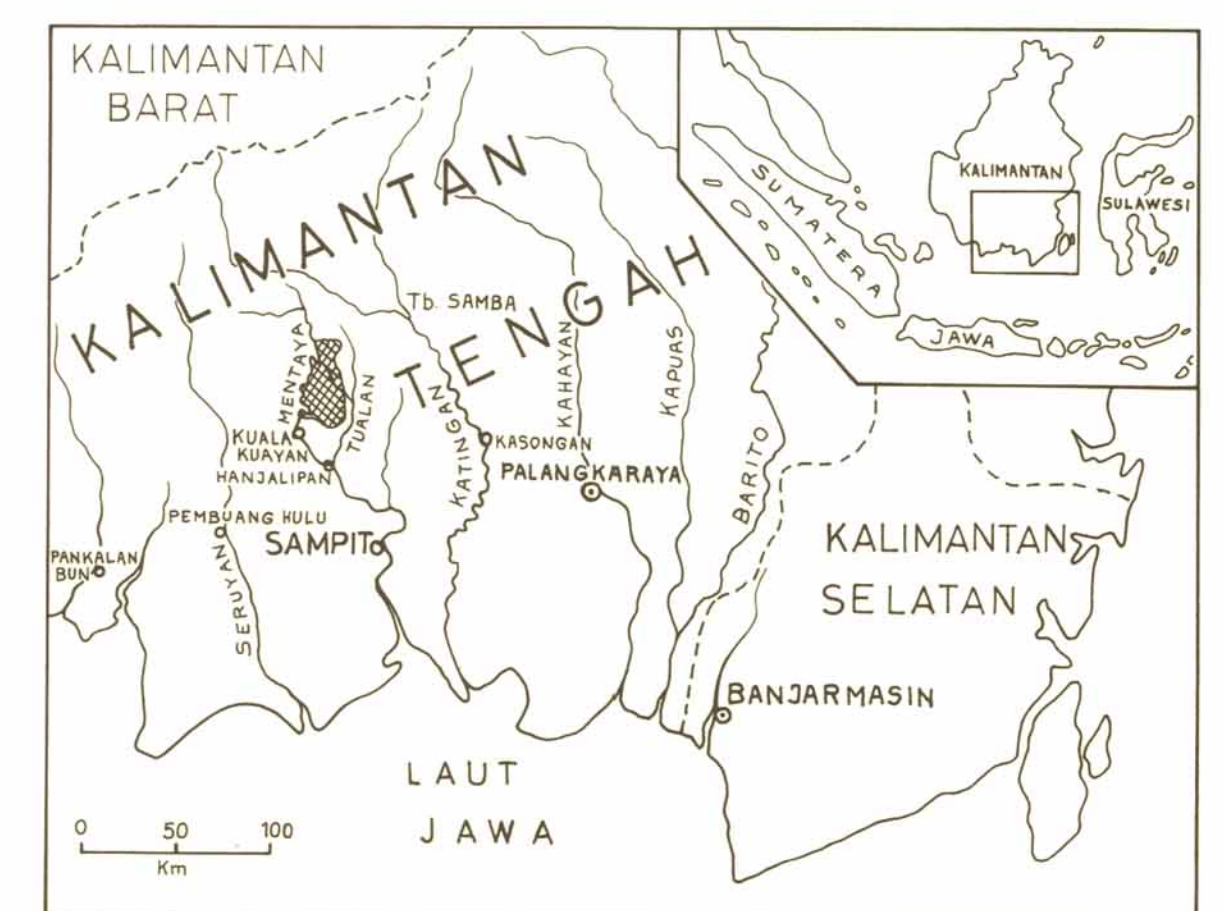 KALIMANTAN
BARAT
KALIMANTAN
TENGAH
SUMATERA
KALIMANTAN
SULAWESI
JAWA
Tb. SAMBA
MENTAYA
TUALAN
KATINGAN
KAHAYAN
KAPUAS
BARITO
KUALA
KUAYAN
HANJALIPAN
KASONGAN
PALANGKARAYA
PEMBUANG HULU
SAMPIT
PANKALAN
BUN
SERUYAN
KALIMANTAN
SELATAN
BANJARMASIN
LAUT
JAWA
0 50 100
Km